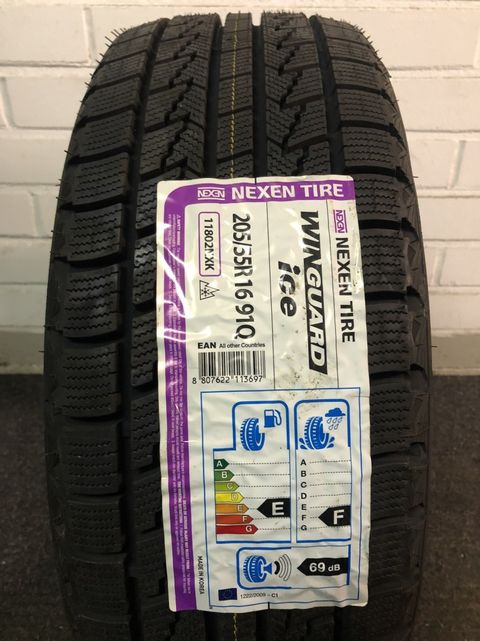 NEXEN NEXEN TIRE
NEXEN NEXEN TIRE
WINGUARD
ice
205/55R16 91Q
11802NXK
EAN All other Countries
8 807622 113697
A
B
C
D
E
F
G
E
A
B
C
D
E
F
G
F
69 dB
1222/2009 - C1
MADE IN KOREA